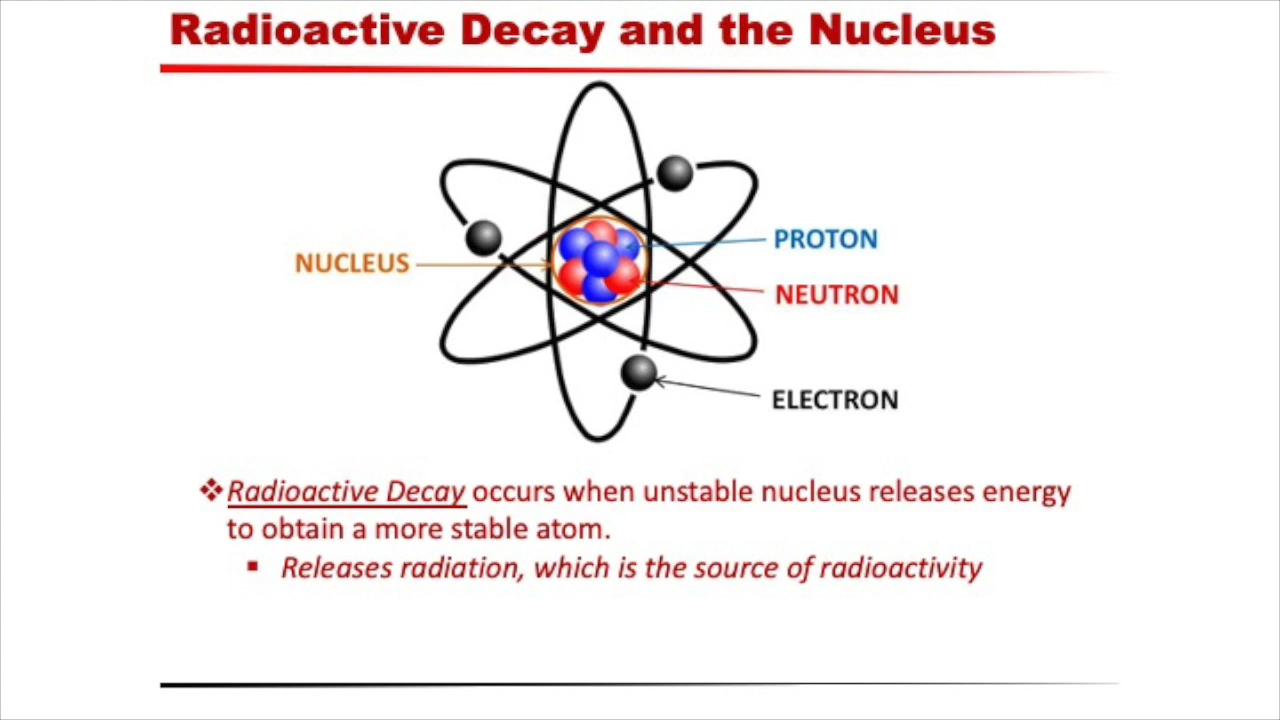 Radioactive Decay and the Nucleus
PROTON
NUCLEUS
NEUTRON
ELECTRON
❖Radioactive Decay occurs when unstable nucleus releases energy
to obtain a more stable atom.
▪ Releases radiation, which is the source of radioactivity